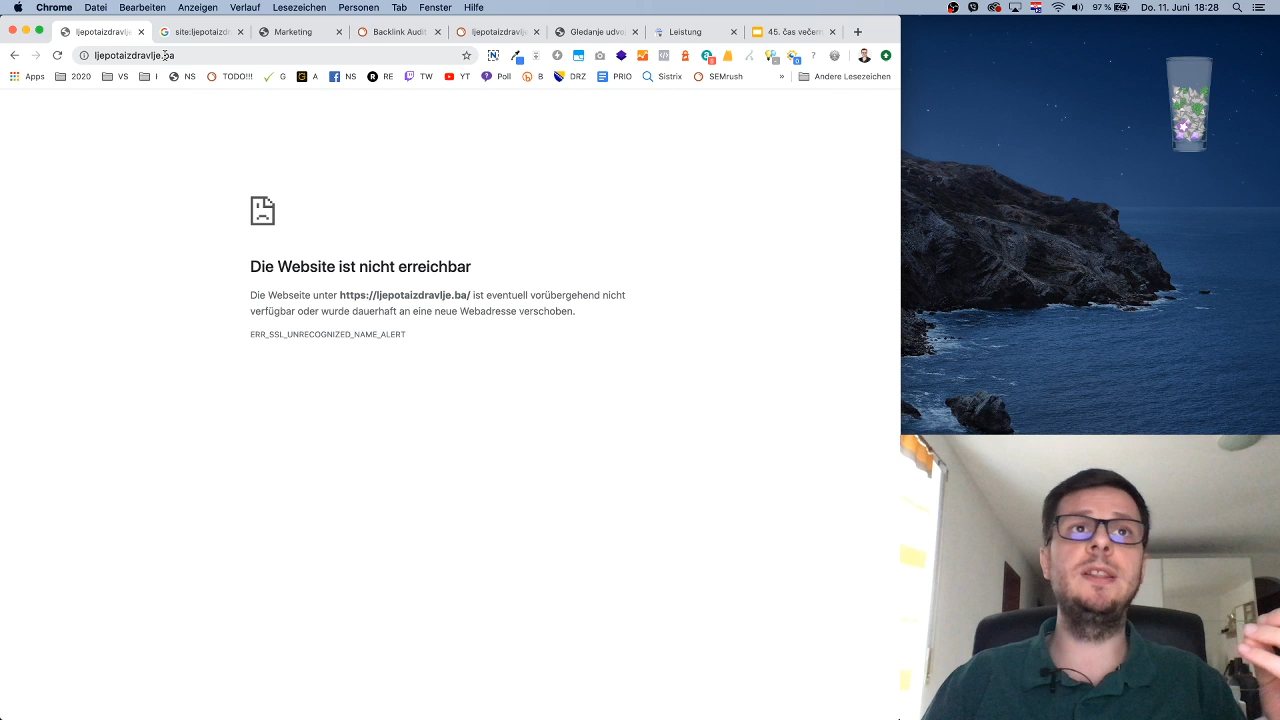 Chrome Datei Bearbeiten Anzeigen Verlauf Lesezeichen Personen Tab Fenster Hilfe 97 % Do. 11. Juni 18:28
ljepotaizdravlje site:ljepotaizd Marketing Backlink Audit ljepotaizdravlje Gledanje udvo Leistung 45. čas večern
ljepotaizdravlje.ba
Apps 2020 VS I NS TODO!!! G A NS RE TW YT Poll B DRZ PRIO Sistrix SEMrush » Andere Lesezeichen
Die Website ist nicht erreichbar
Die Webseite unter https://ljepotaizdravlje.ba/ ist eventuell vorübergehend nicht
verfügbar oder wurde dauerhaft an eine neue Webadresse verschoben.
ERR_SSL_UNRECOGNIZED_NAME_ALERT